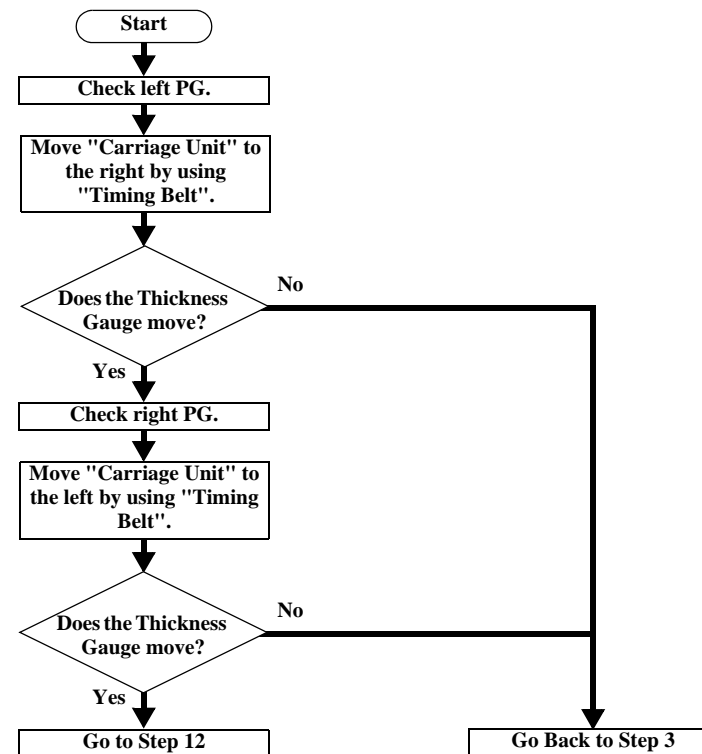 Start
Check left PG.
Move "Carriage Unit" to
the right by using
"Timing Belt".
No
Does the Thickness
Gauge move?
Yes
Check right PG.
Move "Carriage Unit" to
the left by using "Timing
Belt".
No
Does the Thickness
Gauge move?
Yes
Go to Step 12
Go Back to Step 3